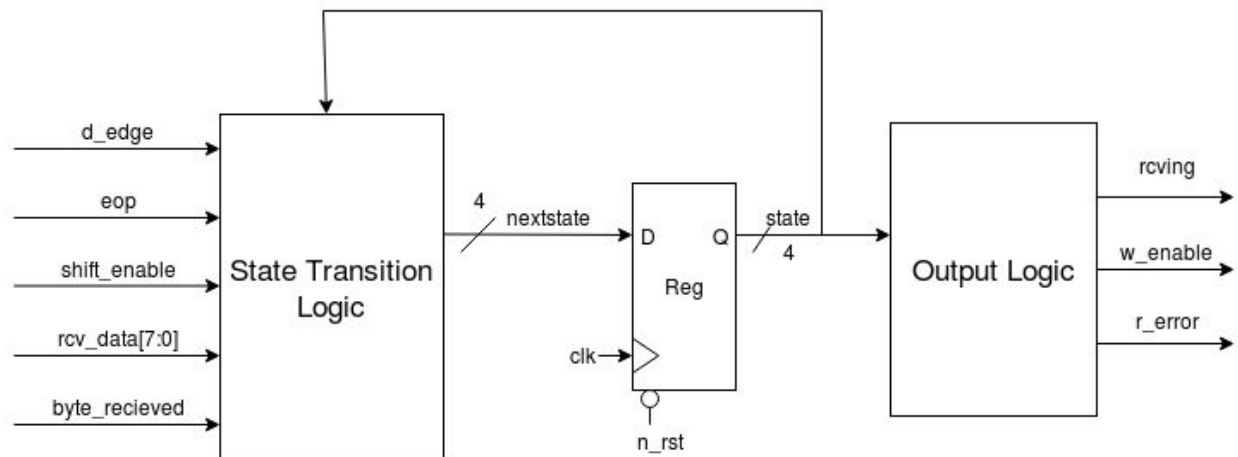 d_edge
eop
shift_enable
rcv_data[7:0]
byte_recieved
State Transition
Logic
4
nextstate
D
Q
Reg
clk
n_rst
state
4
Output Logic
rcving
w_enable
r_error